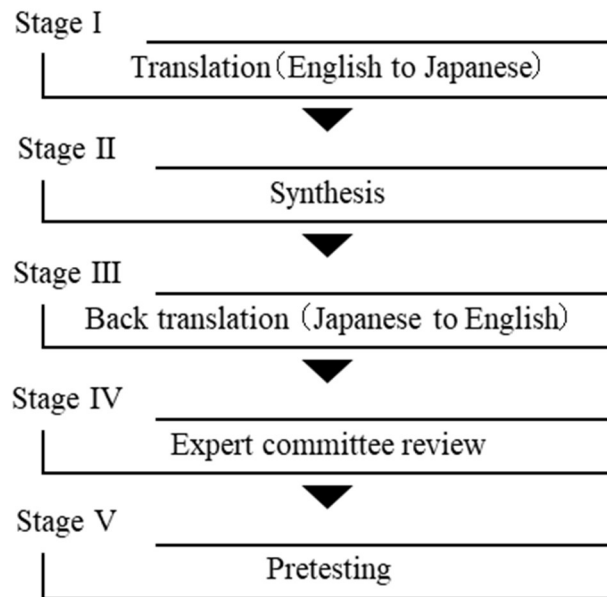 Stage Ⅰ
Translation（English to Japanese）
Stage Ⅱ
Synthesis
Stage Ⅲ
Back translation（Japanese to English）
Stage Ⅳ
Expert committee review
Stage Ⅴ
Pretesting